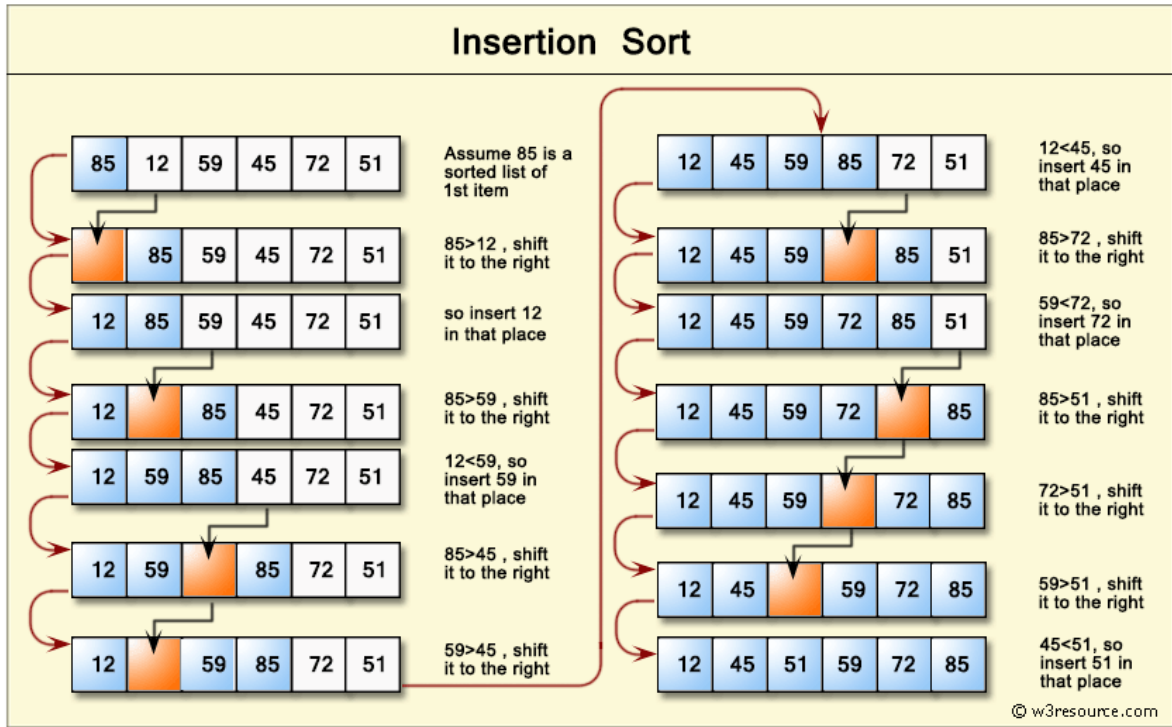 Insertion Sort
85 12 59 45 72 51
Assume 85 is a
sorted list of
1st item
85 59 45 72 51
85>12 , shift
it to the right
12 85 59 45 72 51
so insert 12
in that place
12 85 45 72 51
85>59 , shift
it to the right
12 59 85 45 72 51
12<59, so
insert 59 in
that place
12 59 85 72 51
85>45 , shift
it to the right
12 59 85 72 51
59>45 , shift
it to the right
12 45 59 85 72 51
12<45, so
insert 45 in
that place
12 45 59 85 51
85>72 , shift
it to the right
12 45 59 72 85 51
59<72, so
insert 72 in
that place
12 45 59 72 85
85>51 , shift
it to the right
12 45 59 72 85
72>51 , shift
it to the right
12 45 59 72 85
59>51 , shift
it to the right
12 45 51 59 72 85
45<51, so
insert 51 in
that place
© w3resource.com